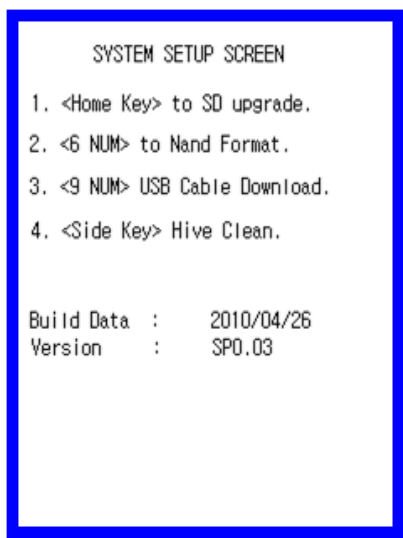 SYSTEM SETUP SCREEN
1. <Home Key> to SD upgrade.
2. <6 NUM> to Nand Format.
3. <9 NUM> USB Cable Download.
4. <Side Key> Hive Clean.
Build Data : 2010/04/26
Version : SP0.03